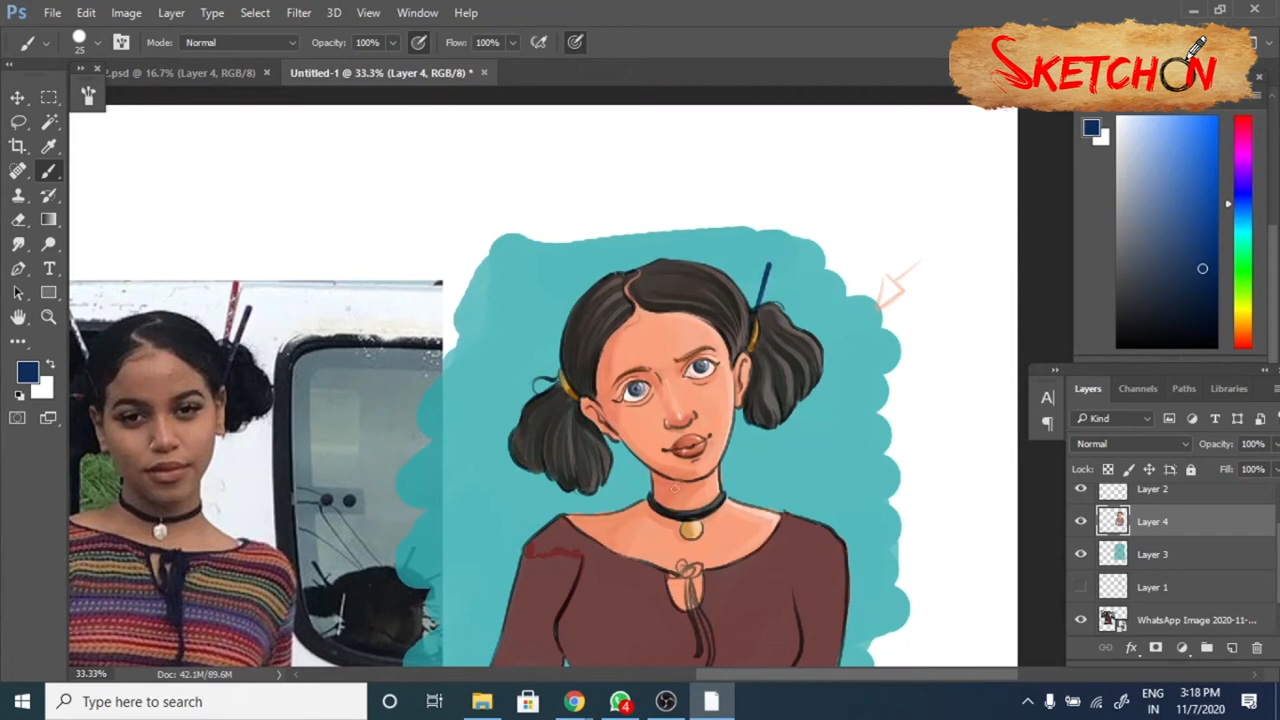 Ps File Edit Image Layer Type Select Filter 3D View Window Help
25 Mode: Normal Opacity: 100% Flow: 100%
SKETCHON
2.psd @ 16.7% (Layer 4, RGB/8) × Untitled-1 @ 33.3% (Layer 4, RGB/8) * ×
Layers Channels Paths Libraries
Kind
Normal Opacity: 100%
Lock: Fill: 100%
Layer 2
Layer 4
Layer 3
Layer 1
WhatsApp Image 2020-11-...
33.33% Doc: 42.1M/89.6M
Type here to search
4
ENG
IN
3:18 PM
11/7/2020